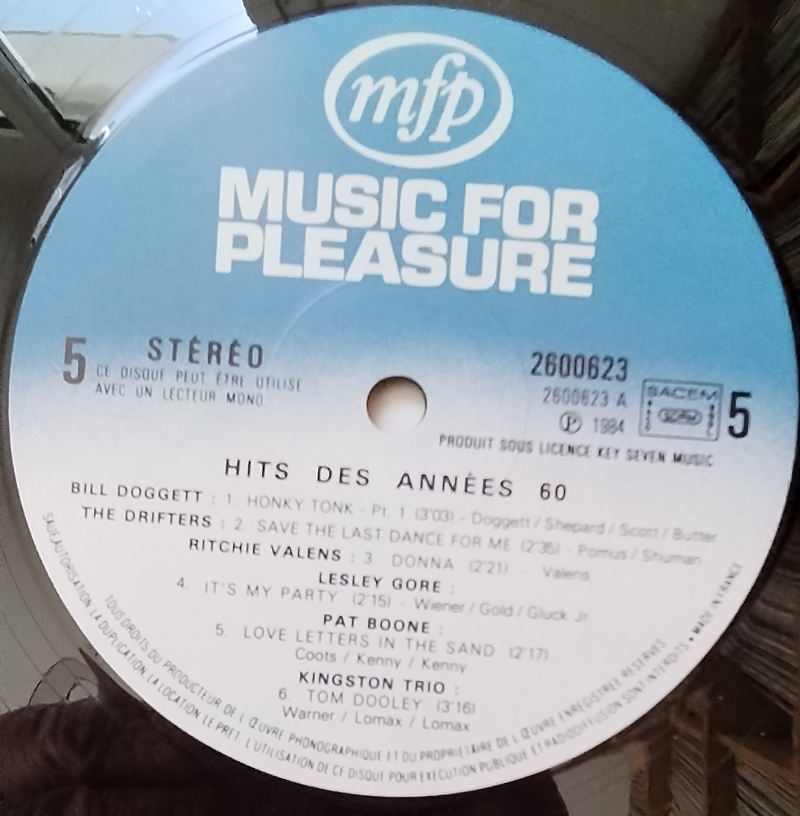 mfp
MUSIC FOR
PLEASURE
5 STÉRÉO
CE DISQUE PEUT ÊTRE UTILISÉ
AVEC UN LECTEUR MONO
2600623
2600623 A
℗ 1984
SACEM
5
PRODUIT SOUS LICENCE KEY SEVEN MUSIC
HITS DES ANNÉES 60
BILL DOGGETT : 1. HONKY TONK - Pt. 1 (3'03) - Doggett / Shepard / Scott / Butler
THE DRIFTERS : 2. SAVE THE LAST DANCE FOR ME (2'35) - Pomus / Shuman
RITCHIE VALENS : 3. DONNA (2'21) - Valens
LESLEY GORE :
4. IT'S MY PARTY (2'15) - Wiener / Gold / Gluck Jr.
PAT BOONE :
5. LOVE LETTERS IN THE SAND (2'17)
Coots / Kenny / Kenny
KINGSTON TRIO :
6. TOM DOOLEY (3'16)
Warner / Lomax / Lomax
TOUS DROITS DU PRODUCTEUR DE L'ŒUVRE PHONOGRAPHIQUE ET DU PROPRIETAIRE DE L'ŒUVRE ENREGISTREE RESERVES
SAUF AUTORISATION LA DUPLICATION, LA LOCATION, LE PRET, L'UTILISATION DE CE DISQUE POUR EXECUTION PUBLIQUE ET RADIODIFFUSION SONT INTERDITS • MADE IN FRANCE